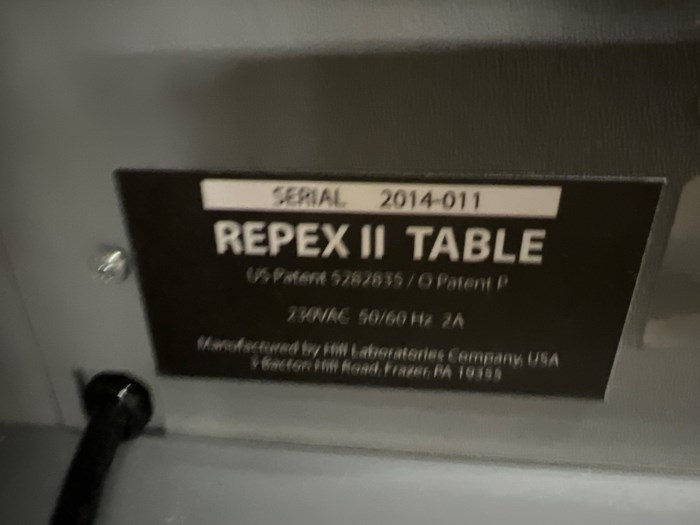 SERIAL 2014-011
REPEX II TABLE
US Patent 5282835 / O Patent P
230VAC 50/60 Hz 2A
Manufactured by Hill Laboratories Company, USA
3 Bacton Hill Road, Frazer, PA 19355